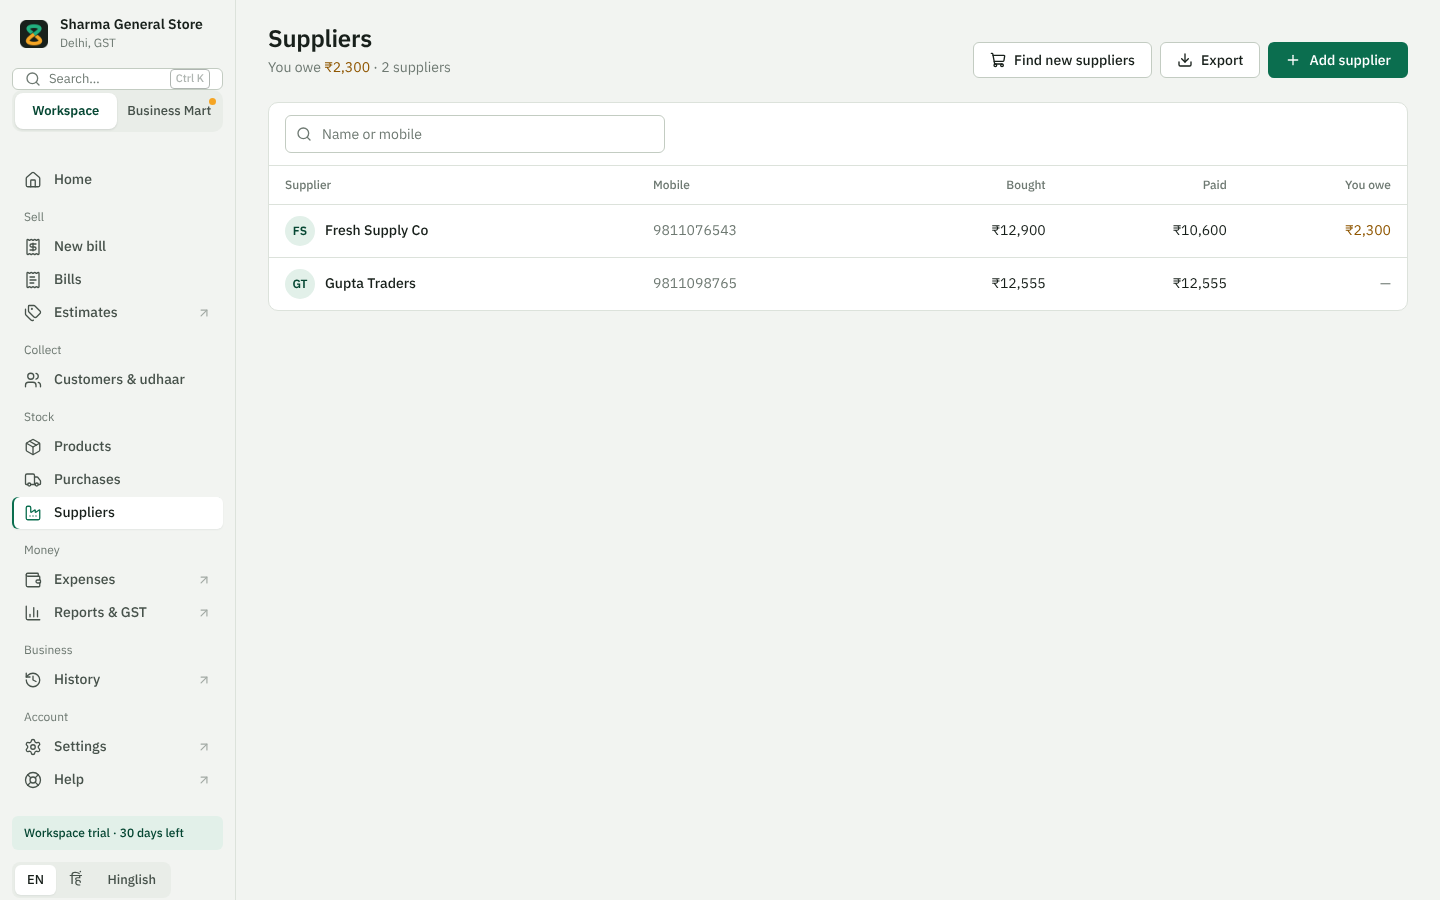 Sharma General Store
Delhi, GST
Search...
Ctrl K
Workspace
Business Mart
Home
Sell
New bill
Bills
Estimates
Collect
Customers & udhaar
Stock
Products
Purchases
Suppliers
Money
Expenses
Reports & GST
Business
History
Account
Settings
Help
Workspace trial · 30 days left
EN हिं Hinglish
Suppliers
You owe ₹2,300 · 2 suppliers
Find new suppliers
Export
Add supplier
Name or mobile
Supplier Mobile Bought Paid You owe
FS Fresh Supply Co 9811076543 ₹12,900 ₹10,600 ₹2,300
GT Gupta Traders 9811098765 ₹12,555 ₹12,555 —